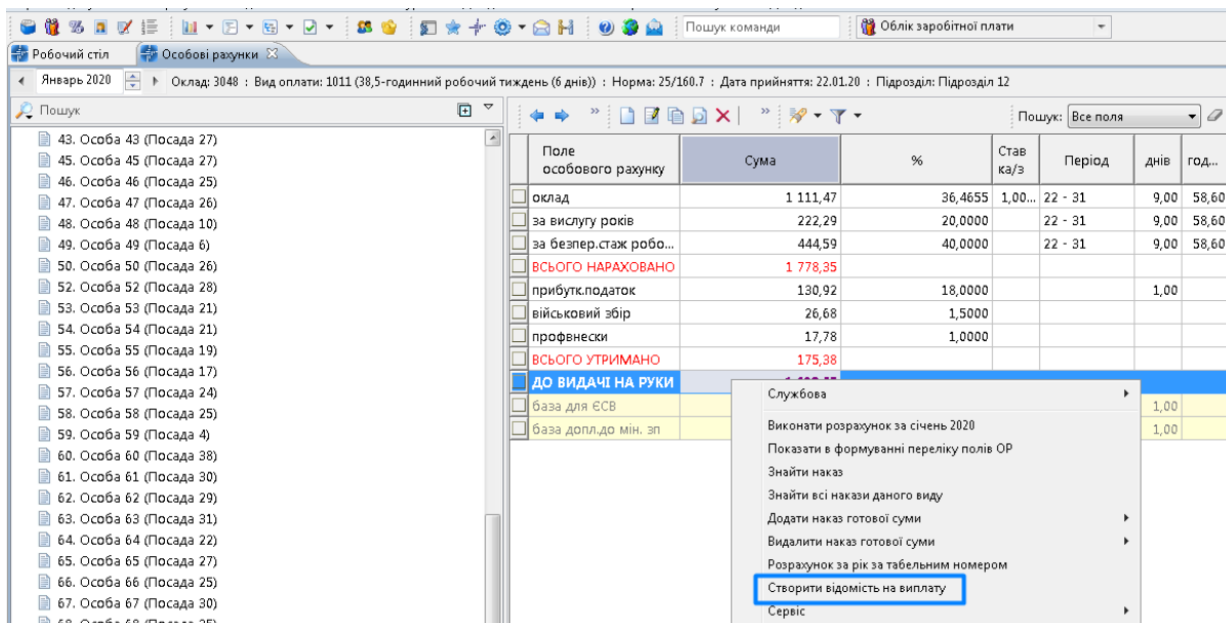 Пошук команди
Облік заробітної плати
Робочий стіл
Особові рахунки
Январь 2020
Оклад: 3048 : Вид оплати: 1011 (38,5-годинний робочий тиждень (6 днів)) : Норма: 25/160.7 : Дата прийняття: 22.01.20 : Підрозділ: Підрозділ 12
Пошук
Пошук: Все поля
43. Особа 43 (Посада 27)
45. Особа 45 (Посада 27)
46. Особа 46 (Посада 25)
47. Особа 47 (Посада 26)
48. Особа 48 (Посада 10)
49. Особа 49 (Посада 6)
50. Особа 50 (Посада 26)
52. Особа 52 (Посада 28)
53. Особа 53 (Посада 21)
54. Особа 54 (Посада 21)
55. Особа 55 (Посада 19)
56. Особа 56 (Посада 17)
57. Особа 57 (Посада 24)
58. Особа 58 (Посада 25)
59. Особа 59 (Посада 4)
60. Особа 60 (Посада 38)
61. Особа 61 (Посада 30)
62. Особа 62 (Посада 29)
63. Особа 63 (Посада 31)
64. Особа 64 (Посада 22)
65. Особа 65 (Посада 27)
66. Особа 66 (Посада 25)
67. Особа 67 (Посада 30)
Поле особового рахунку Сума % Став ка/з Період днів год...
оклад 1 111,47 36,4655 1,00... 22 - 31 9,00 58,60
за вислугу років 222,29 20,0000 22 - 31 9,00 58,60
за безпер.стаж робо... 444,59 40,0000 22 - 31 9,00 58,60
ВСЬОГО НАРАХОВАНО 1 778,35
прибутк.податок 130,92 18,0000 1,00
військовий збір 26,68 1,5000
профвнески 17,78 1,0000
ВСЬОГО УТРИМАНО 175,38
ДО ВИДАЧІ НА РУКИ
база для ЄСВ 1,00
база допл.до мін. зп 1,00
Службова
Виконати розрахунок за січень 2020
Показати в формуванні переліку полів ОР
Знайти наказ
Знайти всі накази даного виду
Додати наказ готової суми
Видалити наказ готової суми
Розрахунок за рік за табельним номером
Створити відомість на виплату
Сервіс